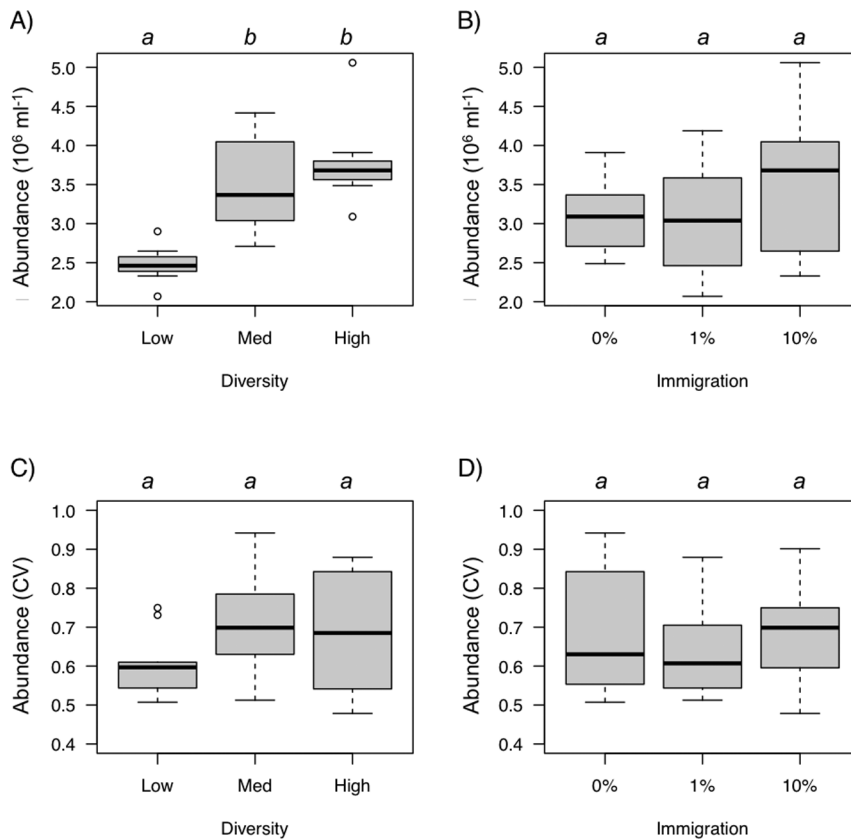 A)
a b b
Abundance (10⁶ ml⁻¹)
5.0
4.5
4.0
3.5
3.0
2.5
2.0
Low Med High
Diversity
B)
a a a
Abundance (10⁶ ml⁻¹)
5.0
4.5
4.0
3.5
3.0
2.5
2.0
0% 1% 10%
Immigration
C)
a a a
Abundance (CV)
1.0
0.9
0.8
0.7
0.6
0.5
0.4
Low Med High
Diversity
D)
a a a
Abundance (CV)
1.0
0.9
0.8
0.7
0.6
0.5
0.4
0% 1% 10%
Immigration